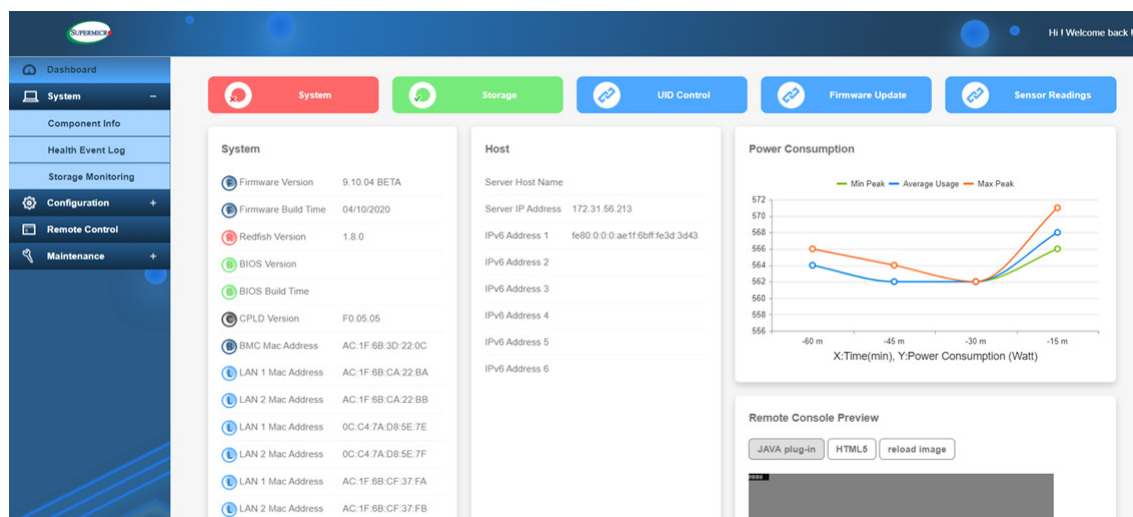 SUPERMICR
Hi ! Welcome back !
Dashboard
System
Component Info
Health Event Log
Storage Monitoring
Configuration
Remote Control
Maintenance
System
Storage
UID Control
Firmware Update
Sensor Readings
System
Firmware Version 9.10.04 BETA
Firmware Build Time 04/10/2020
Redfish Version 1.8.0
BIOS Version
BIOS Build Time
CPLD Version F0.05.05
BMC Mac Address AC:1F:6B:3D:22:0C
LAN 1 Mac Address AC:1F:6B:CA:22:BA
LAN 2 Mac Address AC:1F:6B:CA:22:BB
LAN 1 Mac Address 0C:C4:7A:D8:5E:7E
LAN 2 Mac Address 0C:C4:7A:D8:5E:7F
LAN 1 Mac Address AC:1F:6B:CF:37:FA
LAN 2 Mac Address AC:1F:6B:CF:37:FB
Host
Server Host Name
Server IP Address 172.31.56.213
IPv6 Address 1 fe80:0:0:0:ae1f:6bff:fe3d:3d43
IPv6 Address 2
IPv6 Address 3
IPv6 Address 4
IPv6 Address 5
IPv6 Address 6
Power Consumption
Min Peak Average Usage Max Peak
572
570
568
566
564
562
560
558
556
-60 m -45 m -30 m -15 m
X:Time(min), Y:Power Consumption (Watt)
Remote Console Preview
JAVA plug-in HTML5 reload image